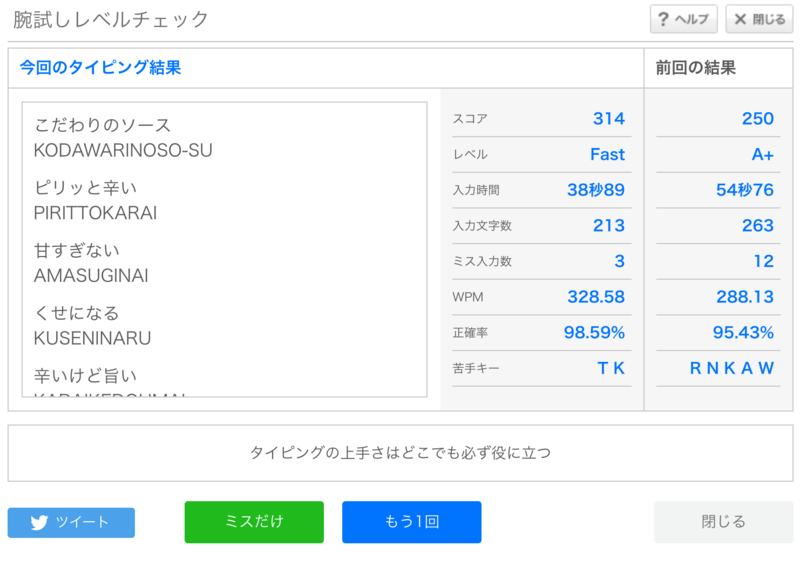 腕試しレベルチェック
? ヘルプ
× 閉じる
今回のタイピング結果
前回の結果
こだわりのソース
KODAWARINOSO-SU
ピリッと辛い
PIRITTOKARAI
甘すぎない
AMASUGINAI
くせになる
KUSENINARU
辛いけど旨い
KARAIKEDOUMAI
スコア 314 250
レベル Fast A+
入力時間 38秒89 54秒76
入力文字数 213 263
ミス入力数 3 12
WPM 328.58 288.13
正確率 98.59% 95.43%
苦手キー T K R N K A W
タイピングの上手さはどこでも必ず役に立つ
ツイート
ミスだけ
もう1回
閉じる